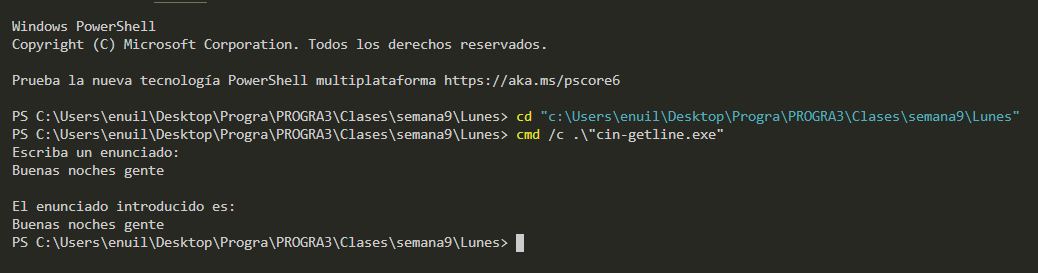 Windows PowerShell
Copyright (C) Microsoft Corporation. Todos los derechos reservados.
Prueba la nueva tecnología PowerShell multiplataforma https://aka.ms/pscore6
PS C:\Users\enuil\Desktop\Progra\PROGRA3\Clases\semana9\Lunes> cd "c:\Users\enuil\Desktop\Progra\PROGRA3\Clases\semana9\Lunes"
PS C:\Users\enuil\Desktop\Progra\PROGRA3\Clases\semana9\Lunes> cmd /c .\"cin-getline.exe"
Escriba un enunciado:
Buenas noches gente
El enunciado introducido es:
Buenas noches gente
PS C:\Users\enuil\Desktop\Progra\PROGRA3\Clases\semana9\Lunes>